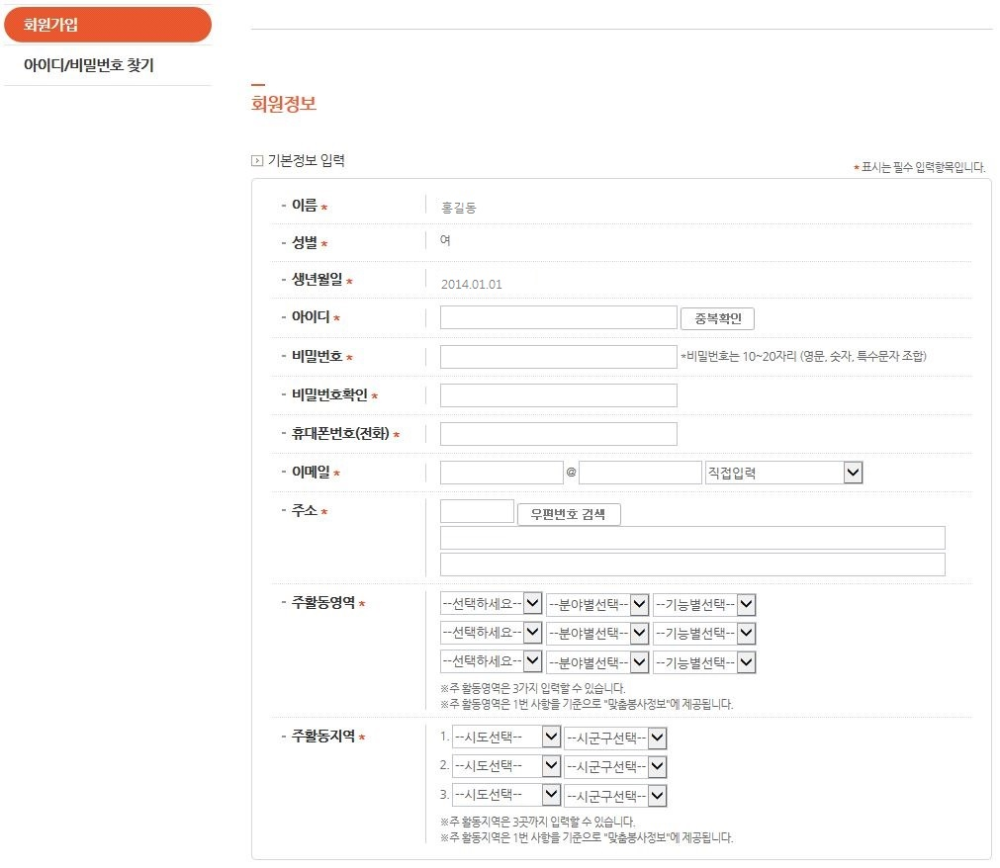 회원가입
아이디/비밀번호 찾기
회원정보
기본정보 입력
* 표시는 필수 입력항목입니다.
- 이름 * 홍길동
- 성별 * 여
- 생년월일 * 2014.01.01
- 아이디 * 중복확인
- 비밀번호 * *비밀번호는 10~20자리 (영문, 숫자, 특수문자 조합)
- 비밀번호확인 *
- 휴대폰번호(전화) *
- 이메일 * @ 직접입력
- 주소 * 우편번호 검색
- 주활동영역 * --선택하세요-- --분야별선택-- --기능별선택--
--선택하세요-- --분야별선택-- --기능별선택--
--선택하세요-- --분야별선택-- --기능별선택--
※주 활동영역은 3가지 입력할 수 있습니다.
※주 활동영역은 1번 사항을 기준으로 "맞춤봉사정보"에 제공됩니다.
- 주활동지역 * 1. --시도선택-- --시군구선택--
2. --시도선택-- --시군구선택--
3. --시도선택-- --시군구선택--
※주 활동지역은 3곳까지 입력할 수 있습니다.
※주 활동지역은 1번 사항을 기준으로 "맞춤봉사정보"에 제공됩니다.